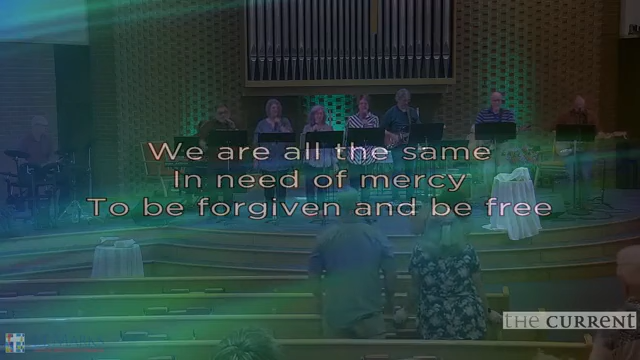 We are all the same
In need of mercy
To be forgiven and be free
the CURRENT